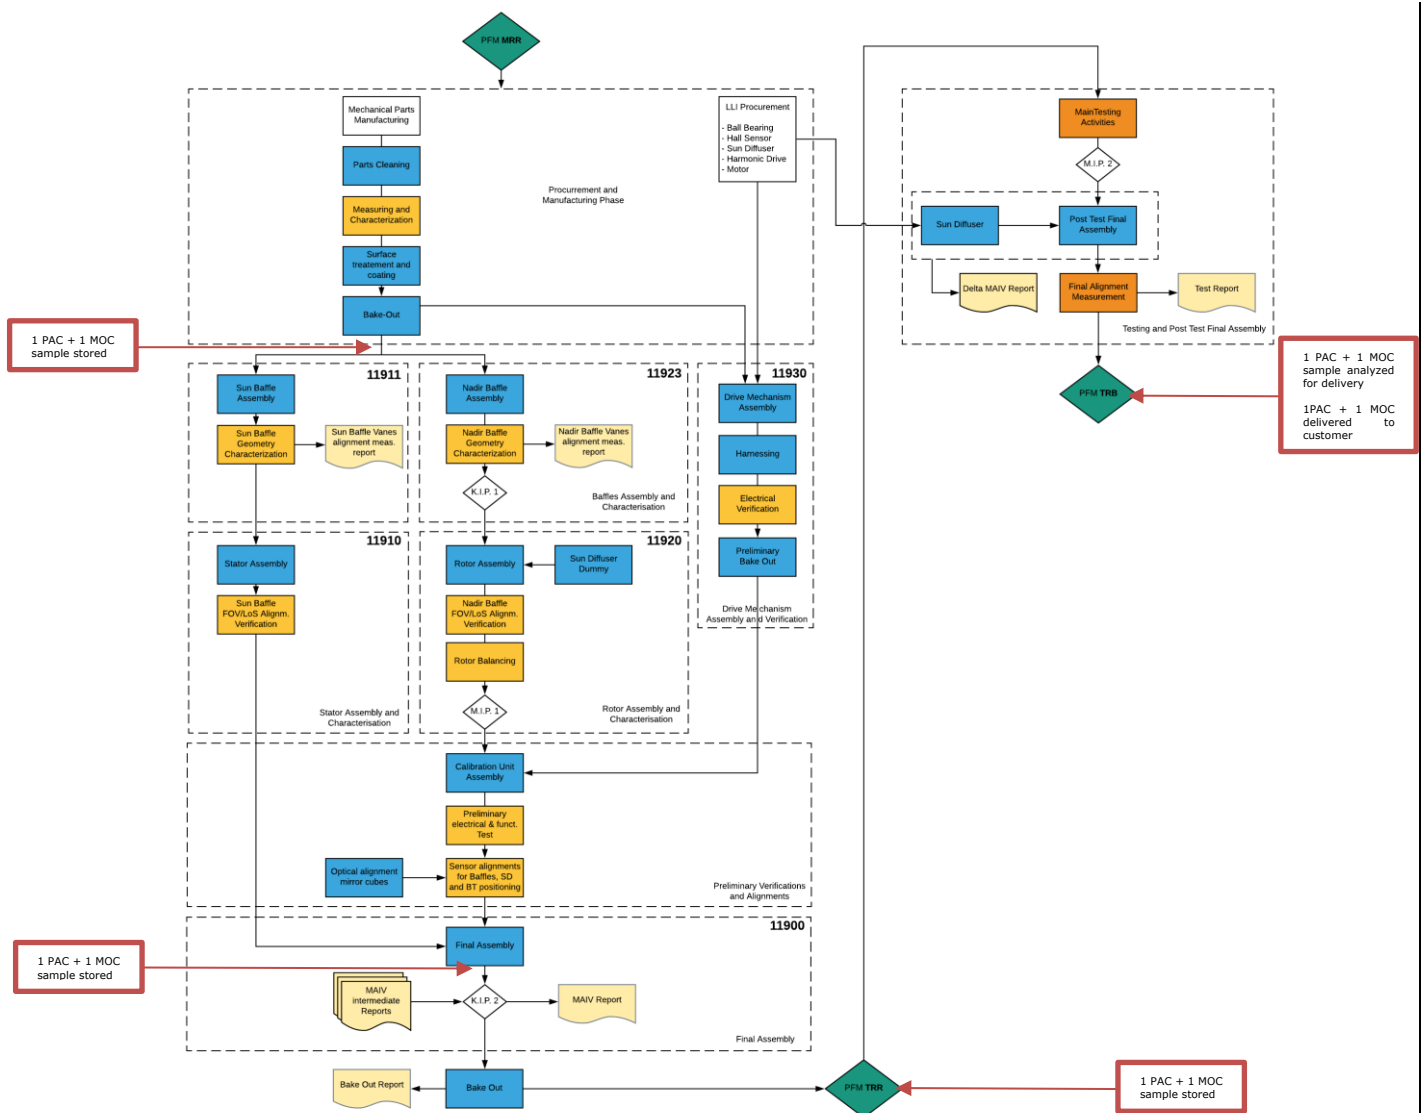 PFM MRR
Mechanical Parts
Manufacturing
Parts Cleaning
Measuring and
Characterization
Surface
treatement and
coating
Bake-Out
LLI Procurement
- Ball Bearing
- Hall Sensor
- Sun Diffuser
- Harmonic Drive
- Motor
Procurrement and
Manufacturing Phase
MainTesting
Activities
M.I.P. 2
Sun Diffuser
Post Test Final
Assembly
Delta MAIV Report
Final Alignment
Measurement
Test Report
Testing and Post Test Final Assembly
1 PAC + 1 MOC
sample stored
PFM TRB
1 PAC + 1 MOC
sample analyzed
for delivery
1PAC + 1 MOC
delivered to
customer
11911
Sun Baffle
Assembly
Sun Baffle
Geometry
Characterization
Sun Baffle Vanes
alignment meas.
report
11923
Nadir Baffle
Assembly
Nadir Baffle
Geometry
Characterization
Nadir Baffle Vanes
alignment meas.
report
K.I.P. 1
Baffles Assembly and
Characterisation
11930
Drive Mechanism
Assembly
Harnessing
Electrical
Verification
Preliminary
Bake Out
Drive Mechanism
Assembly and Verification
11910
Stator Assembly
Sun Baffle
FOV/LoS Alignm.
Verification
Stator Assembly and
Characterisation
11920
Rotor Assembly
Sun Diffuser
Dummy
Nadir Baffle
FOV/LoS Alignm.
Verification
Rotor Balancing
M.I.P. 1
Rotor Assembly and
Characterisation
Calibration Unit
Assembly
Preliminary
electrical & funct.
Test
Optical alignment
mirror cubes
Sensor alignments
for Baffles, SD
and BT positioning
Preliminary Verifications
and Alignments
11900
Final Assembly
1 PAC + 1 MOC
sample stored
MAIV
intermediate
Reports
K.I.P. 2
MAIV Report
Final Assembly
Bake Out Report
Bake Out
PFM TRR
1 PAC + 1 MOC
sample stored